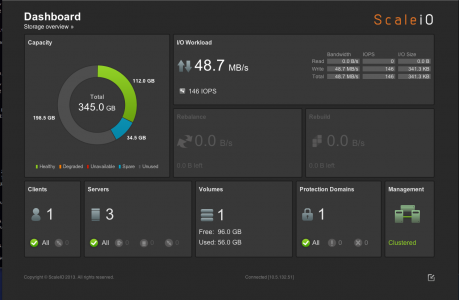 Dashboard
Storage overview
ScaleiO
Capacity
112.0 GB
Total
345.0 GB
198.5 GB
34.5 GB
Healthy Degraded Unavailable Spare Unused
I/O Workload
48.7 MB/s
146 IOPS
Bandwidth IOPS I/O Size
Read 0.0 B/s 0 0.0 B
Write 48.7 MB/s 146 341.3 KB
Total 48.7 MB/s 146 341.3 KB
Rebalance
0.0 B/s
0.0 B left
Rebuild
0.0 B/s
0.0 B left
Clients
1
All 0
Servers
3
All 0 0 0
Volumes
1
Free: 96.0 GB
Used: 56.0 GB
Protection Domains
1
All 0 0
Management
Clustered
Copyright © ScaleIO 2013. All rights reserved.